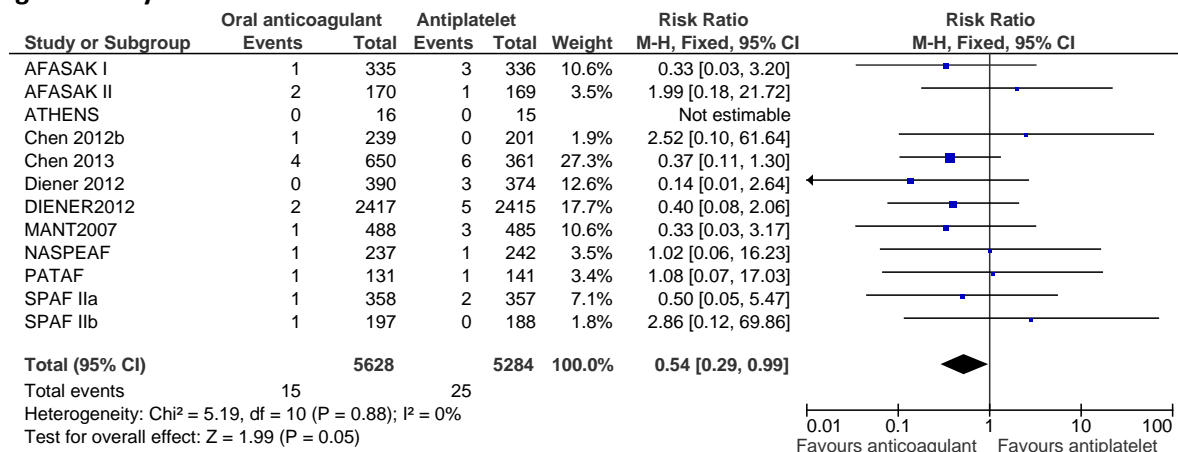 Oral anticoagulant Antiplatelet Risk Ratio Risk Ratio
Study or Subgroup Events Total Events Total Weight M-H, Fixed, 95% CI M-H, Fixed, 95% CI
AFASAK I 1 335 3 336 10.6% 0.33 [0.03, 3.20]
AFASAK II 2 170 1 169 3.5% 1.99 [0.18, 21.72]
ATHENS 0 16 0 15 Not estimable
Chen 2012b 1 239 0 201 1.9% 2.52 [0.10, 61.64]
Chen 2013 4 650 6 361 27.3% 0.37 [0.11, 1.30]
Diener 2012 0 390 3 374 12.6% 0.14 [0.01, 2.64]
DIENER2012 2 2417 5 2415 17.7% 0.40 [0.08, 2.06]
MANT2007 1 488 3 485 10.6% 0.33 [0.03, 3.17]
NASPEAF 1 237 1 242 3.5% 1.02 [0.06, 16.23]
PATAF 1 131 1 141 3.4% 1.08 [0.07, 17.03]
SPAF IIa 1 358 2 357 7.1% 0.50 [0.05, 5.47]
SPAF IIb 1 197 0 188 1.8% 2.86 [0.12, 69.86]
Total (95% CI) 5628 5284 100.0% 0.54 [0.29, 0.99]
Total events 15 25
Heterogeneity: Chi² = 5.19, df = 10 (P = 0.88); I² = 0%
Test for overall effect: Z = 1.99 (P = 0.05)
0.01 0.1 1 10 100
Favours anticoagulant Favours antiplatelet